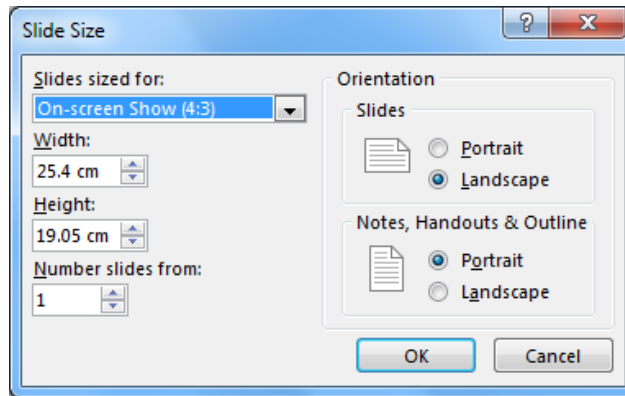 Slide Size
Slides sized for:
On-screen Show (4:3)
Width:
25.4 cm
Height:
19.05 cm
Number slides from:
1
Orientation
Slides
Portrait
Landscape
Notes, Handouts & Outline
Portrait
Landscape
OK
Cancel